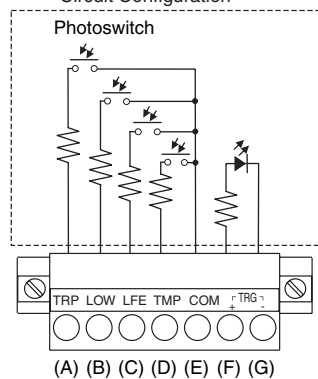 Circuit Configuration
Photoswitch
TRP LOW LFE TMP COM TRG
+ -
(A) (B) (C) (D) (E) (F) (G)